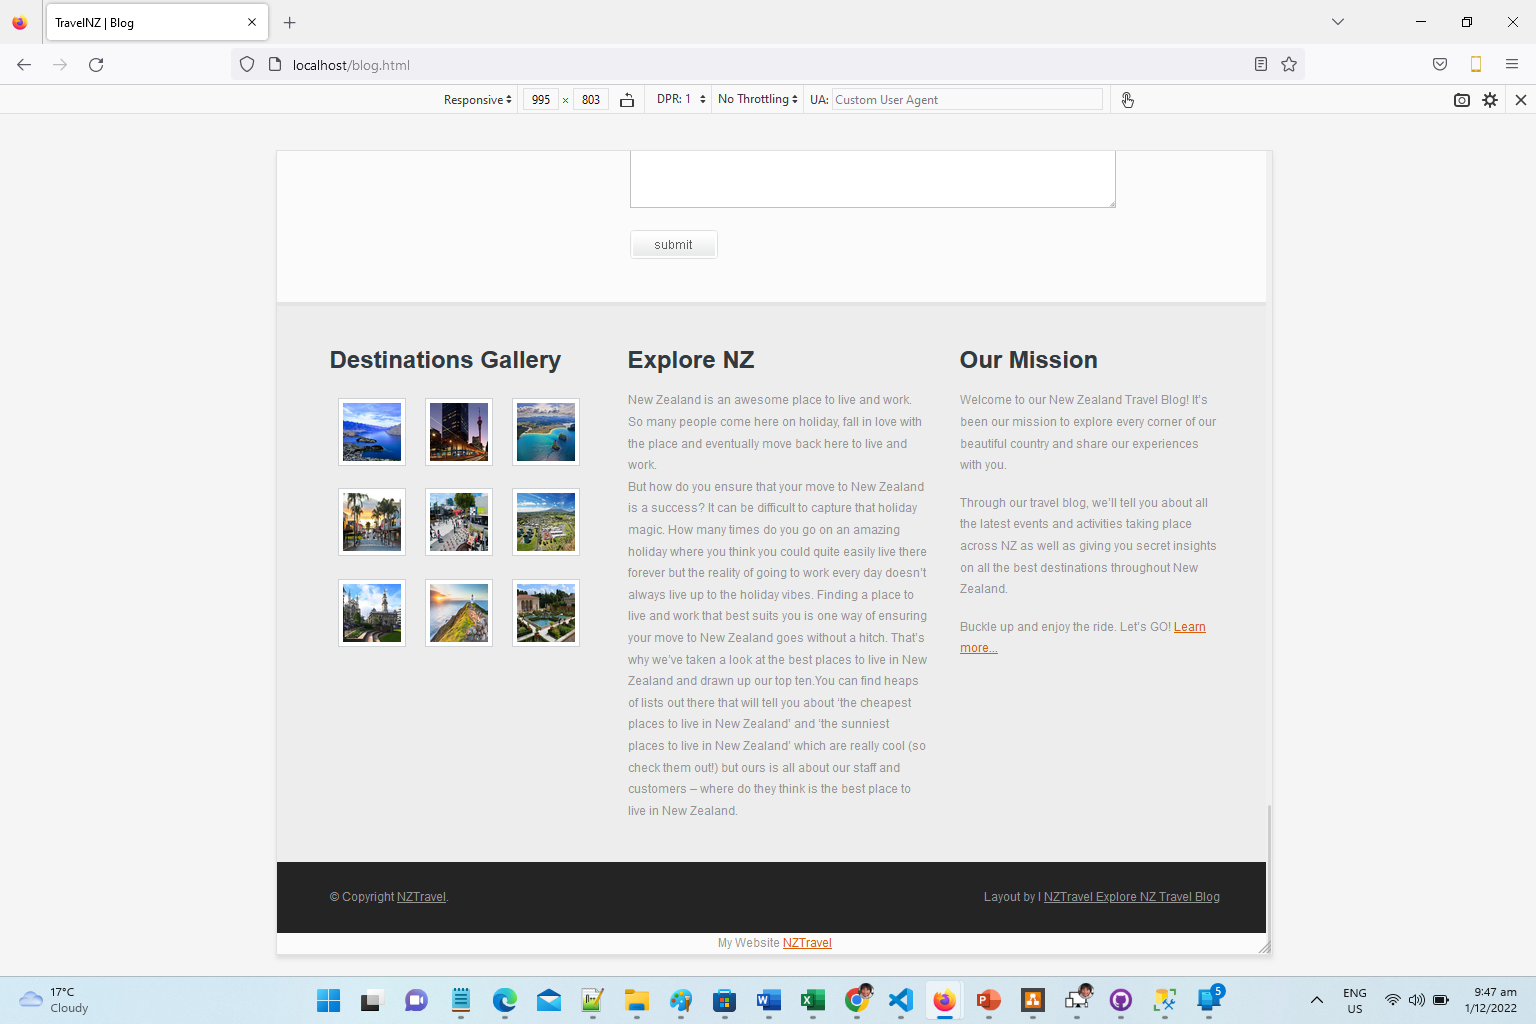 TravelNZ | Blog
localhost/blog.html
Responsive 995 × 803 DPR: 1 No Throttling UA: Custom User Agent
submit
Destinations Gallery
Explore NZ
New Zealand is an awesome place to live and work.
So many people come here on holiday, fall in love with
the place and eventually move back here to live and
work.
But how do you ensure that your move to New Zealand
is a success? It can be difficult to capture that holiday
magic. How many times do you go on an amazing
holiday where you think you could quite easily live there
forever but the reality of going to work every day doesn’t
always live up to the holiday vibes. Finding a place to
live and work that best suits you is one way of ensuring
your move to New Zealand goes without a hitch. That’s
why we’ve taken a look at the best places to live in New
Zealand and drawn up our top ten.You can find heaps
of lists out there that will tell you about ‘the cheapest
places to live in New Zealand’ and ‘the sunniest
places to live in New Zealand’ which are really cool (so
check them out!) but ours is all about our staff and
customers – where do they think is the best place to
live in New Zealand.
Our Mission
Welcome to our New Zealand Travel Blog! It’s
been our mission to explore every corner of our
beautiful country and share our experiences
with you.
Through our travel blog, we’ll tell you about all
the latest events and activities taking place
across NZ as well as giving you secret insights
on all the best destinations throughout New
Zealand.
Buckle up and enjoy the ride. Let’s GO! Learn
more...
© Copyright NZTravel.
Layout by I NZTravel Explore NZ Travel Blog
My Website NZTravel
17°C
Cloudy
5
ENG
US
9:47 am
1/12/2022